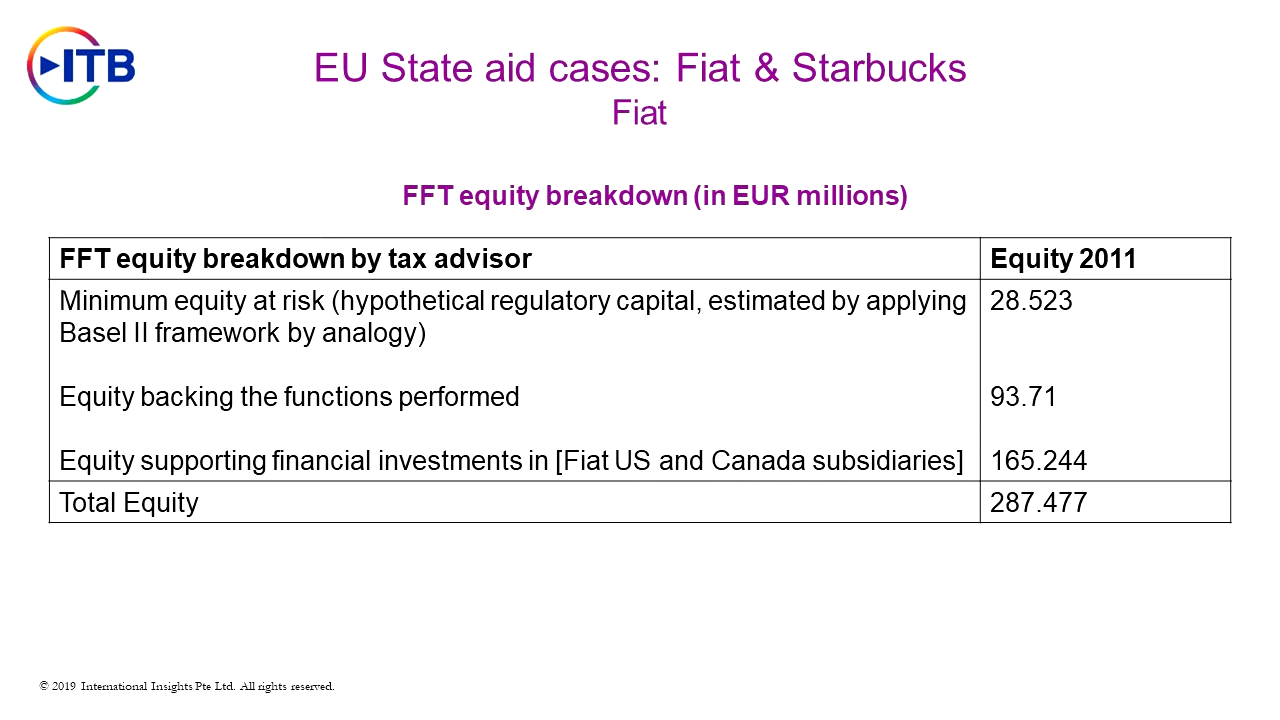 ITB
EU State aid cases: Fiat & Starbucks
Fiat
FFT equity breakdown (in EUR millions)
FFT equity breakdown by tax advisor Equity 2011
Minimum equity at risk (hypothetical regulatory capital, estimated by applying 28.523
Basel II framework by analogy)
Equity backing the functions performed 93.71
Equity supporting financial investments in [Fiat US and Canada subsidiaries] 165.244
Total Equity 287.477
© 2019 International Insights Pte Ltd. All rights reserved.